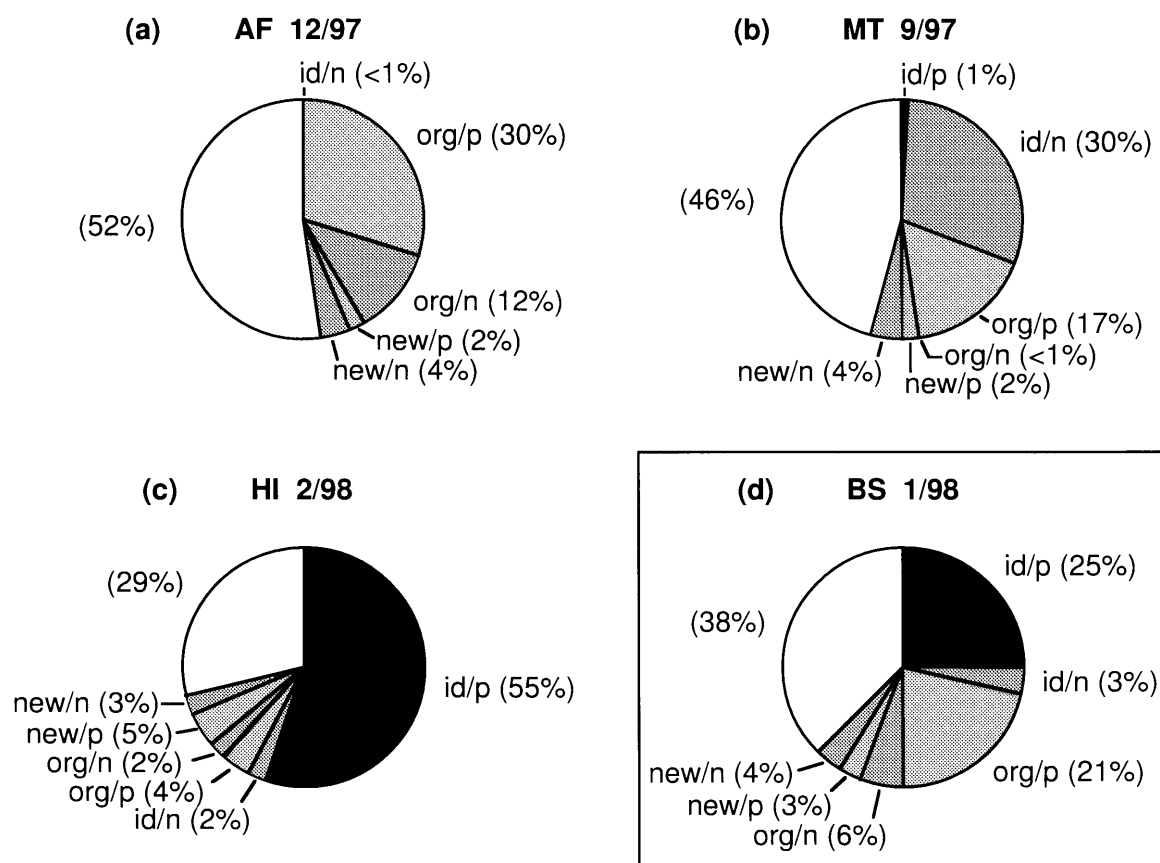 (a) AF 12/97
id/n (<1%)
org/p (30%)
(52%)
org/n (12%)
new/p (2%)
new/n (4%)
(b) MT 9/97
id/p (1%)
id/n (30%)
(46%)
org/p (17%)
org/n (<1%)
new/p (2%)
new/n (4%)
(c) HI 2/98
(29%)
id/p (55%)
new/n (3%)
new/p (5%)
org/n (2%)
org/p (4%)
id/n (2%)
(d) BS 1/98
id/p (25%)
(38%)
id/n (3%)
org/p (21%)
new/n (4%)
new/p (3%)
org/n (6%)